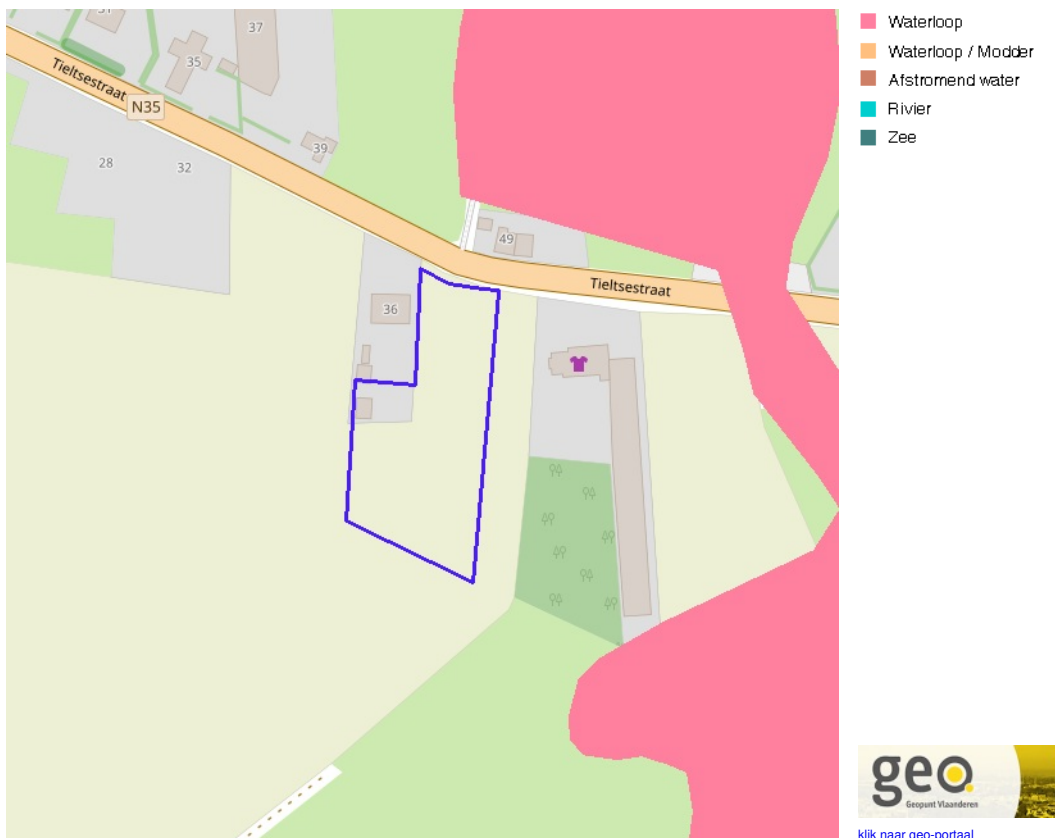 37
35
Tieltsestraat
N35
39
28
32
49
Tieltsestraat
36
Waterloop
Waterloop / Modder
Afstromend water
Rivier
Zee
geo
Geopunt Vlaanderen
klik naar geo-portaal